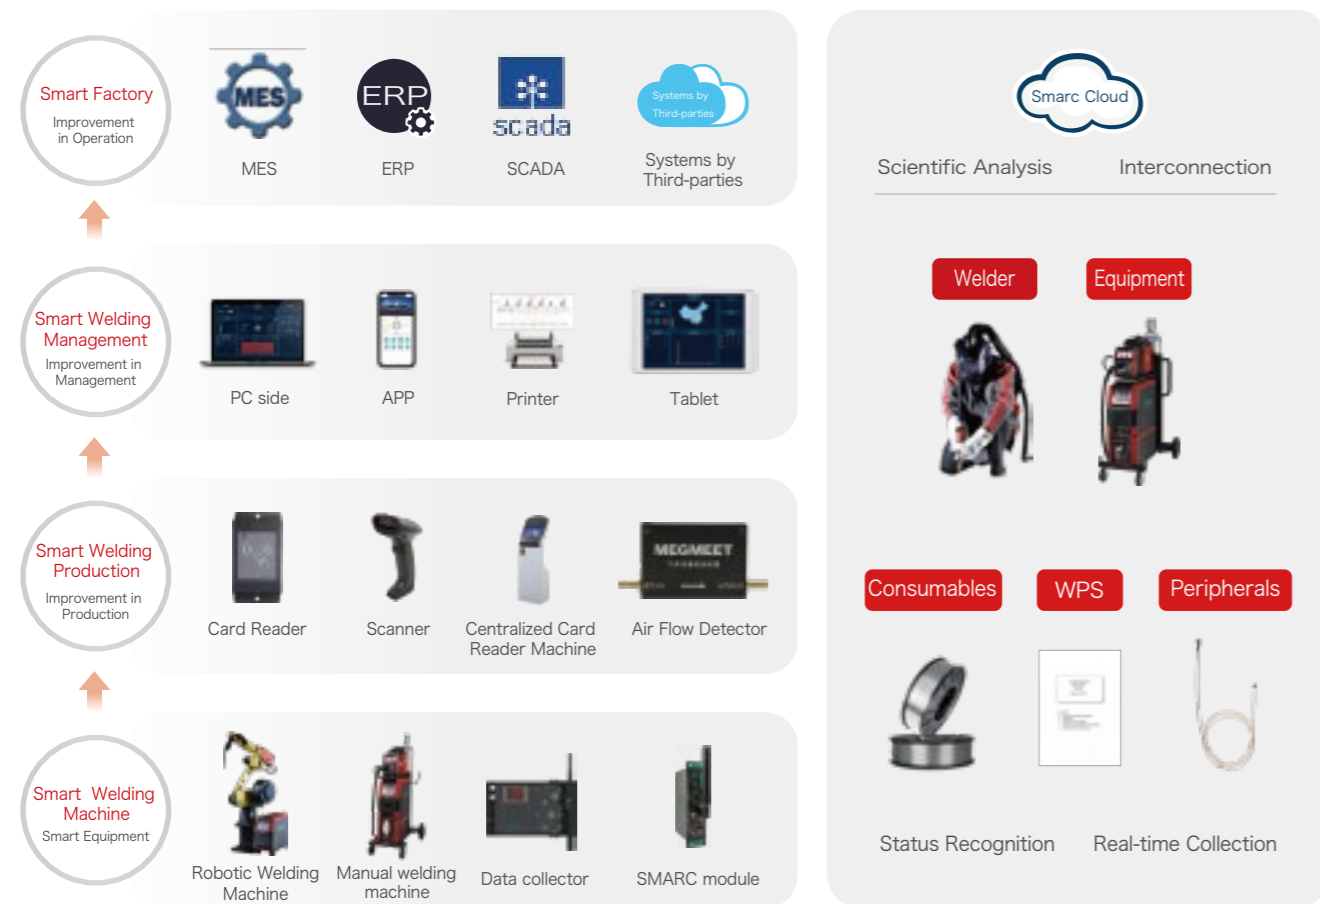 Smart Factory
Improvement
in Operation
MES
ERP
scada
Systems by
Third-parties
MES
ERP
SCADA
Systems by
Third-parties
Smart Welding
Management
Improvement in
Management
PC side
APP
Printer
Tablet
Smart Welding
Production
Improvement in
Production
MEGMEET
Card Reader
Scanner
Centralized Card
Reader Machine
Air Flow Detector
Smart Welding
Machine
Smart Equipment
Robotic Welding
Machine
Manual welding
machine
Data collector
SMARC module
Smarc Cloud
Scientific Analysis
Interconnection
Welder
Equipment
Consumables
WPS
Peripherals
Status Recognition
Real-time Collection